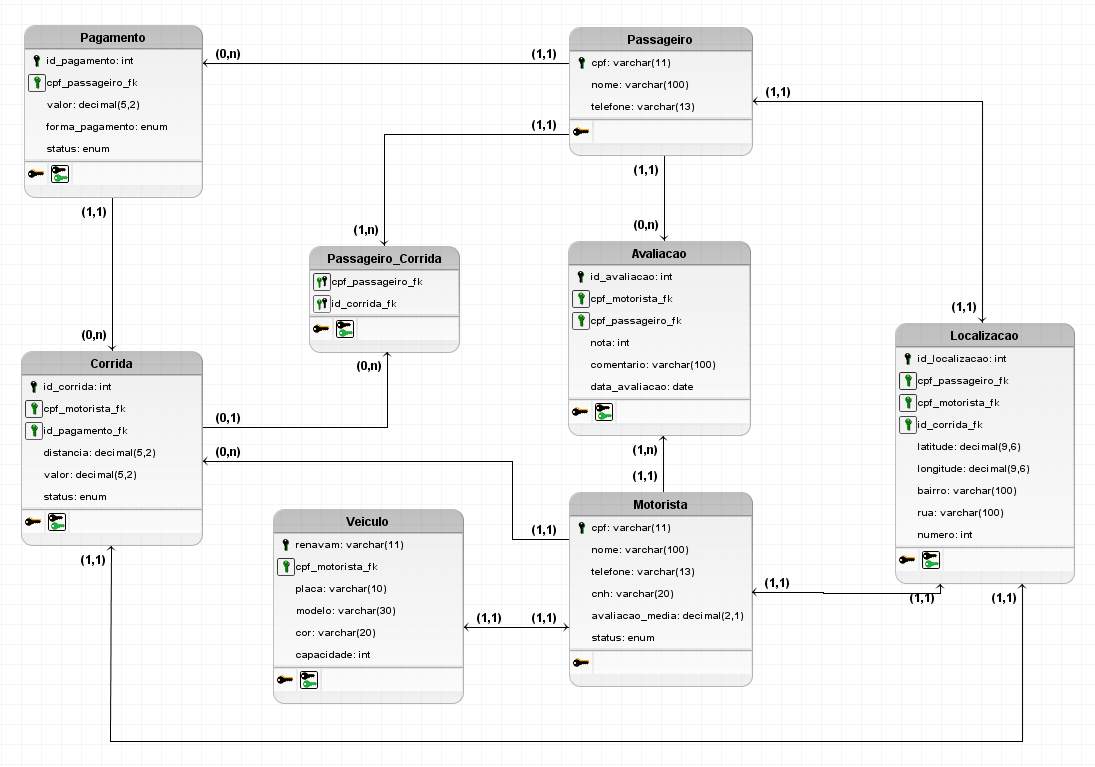 Pagamento
id_pagamento: int
cpf_passageiro_fk
valor: decimal(5,2)
forma_pagamento: enum
status: enum
(0,n)
(1,1)
Passageiro
cpf: varchar(11)
nome: varchar(100)
telefone: varchar(13)
(1,1)
(1,1)
(1,1)
(0,n)
(1,1)
(0,n)
(1,n)
Passageiro_Corrida
cpf_passageiro_fk
id_corrida_fk
(0,n)
Avaliacao
id_avaliacao: int
cpf_motorista_fk
cpf_passageiro_fk
nota: int
comentario: varchar(100)
data_avaliacao: date
(1,n)
(1,1)
(1,1)
Localizacao
id_localizacao: int
cpf_passageiro_fk
cpf_motorista_fk
id_corrida_fk
latitude: decimal(9,6)
longitude: decimal(9,6)
bairro: varchar(100)
rua: varchar(100)
numero: int
(1,1)
(1,1)
Corrida
id_corrida: int
cpf_motorista_fk
id_pagamento_fk
distancia: decimal(5,2)
valor: decimal(5,2)
status: enum
(0,1)
(0,n)
(1,1)
(1,1)
Veiculo
renavam: varchar(11)
cpf_motorista_fk
placa: varchar(10)
modelo: varchar(30)
cor: varchar(20)
capacidade: int
(1,1)
(1,1)
Motorista
cpf: varchar(11)
nome: varchar(100)
telefone: varchar(13)
cnh: varchar(20)
avaliacao_media: decimal(2,1)
status: enum
(1,1)